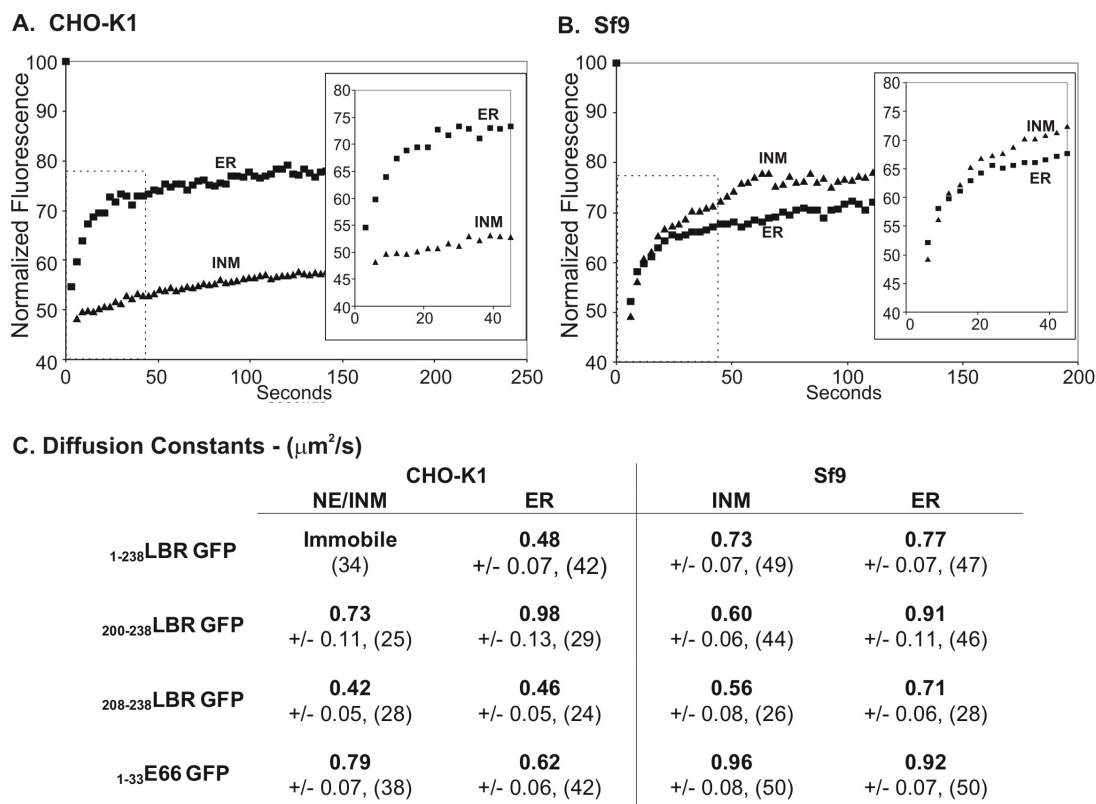 A. CHO-K1
Normalized Fluorescence
100
90
80
70
60
50
40
0
50
100
150
200
250
Seconds
ER
INM
80
75
70
65
60
55
50
45
40
0
20
40
ER
INM
B. Sf9
Normalized Fluorescence
100
90
80
70
60
50
40
0
50
100
150
200
Seconds
INM
ER
80
75
70
65
60
55
50
45
40
0
20
40
INM
ER
C. Diffusion Constants - (μm²/s)
CHO-K1 Sf9
NE/INM ER INM ER
1-238LBR GFP Immobile 0.48 0.73 0.77
(34) +/- 0.07, (42) +/- 0.07, (49) +/- 0.07, (47)
200-238LBR GFP 0.73 0.98 0.60 0.91
+/- 0.11, (25) +/- 0.13, (29) +/- 0.06, (44) +/- 0.11, (46)
208-238LBR GFP 0.42 0.46 0.56 0.71
+/- 0.05, (28) +/- 0.05, (24) +/- 0.08, (26) +/- 0.06, (28)
1-33E66 GFP 0.79 0.62 0.96 0.92
+/- 0.07, (38) +/- 0.06, (42) +/- 0.08, (50) +/- 0.07, (50)